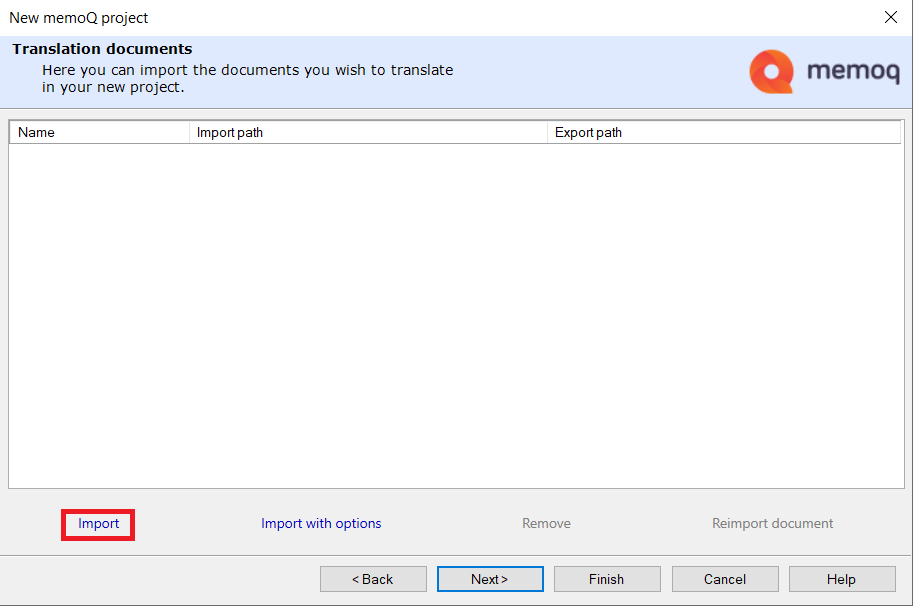 New memoQ project
Translation documents
Here you can import the documents you wish to translate
in your new project.
memoq
Name Import path Export path
Import Import with options Remove Reimport document
< Back Next > Finish Cancel Help